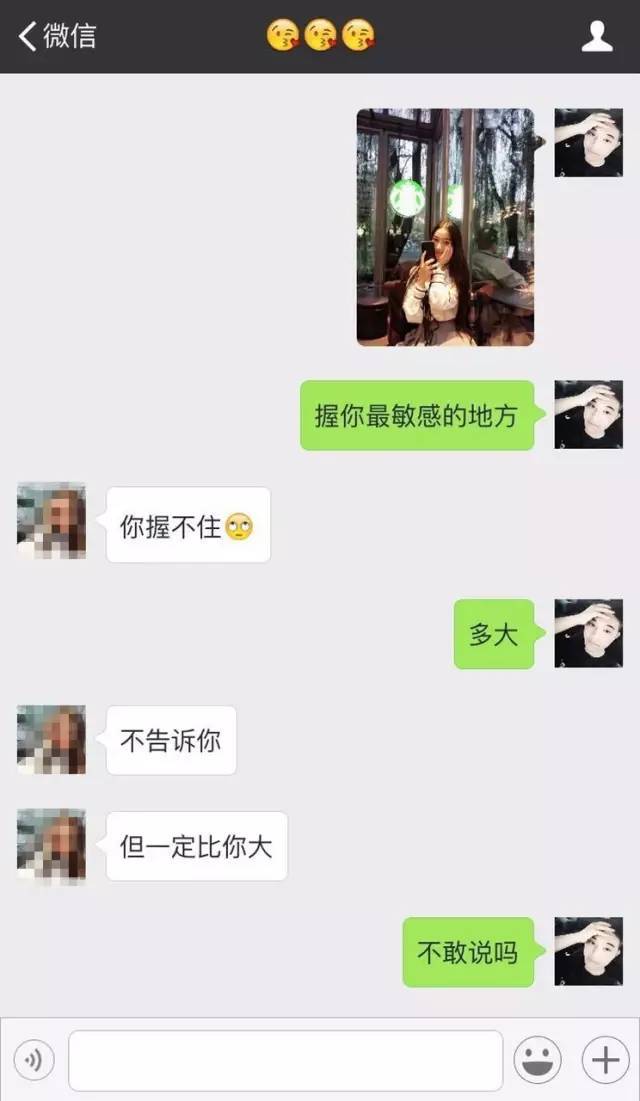 微信
握你最敏感的地方
你握不住🙄
多大
不告诉你
但一定比你大
不敢说吗